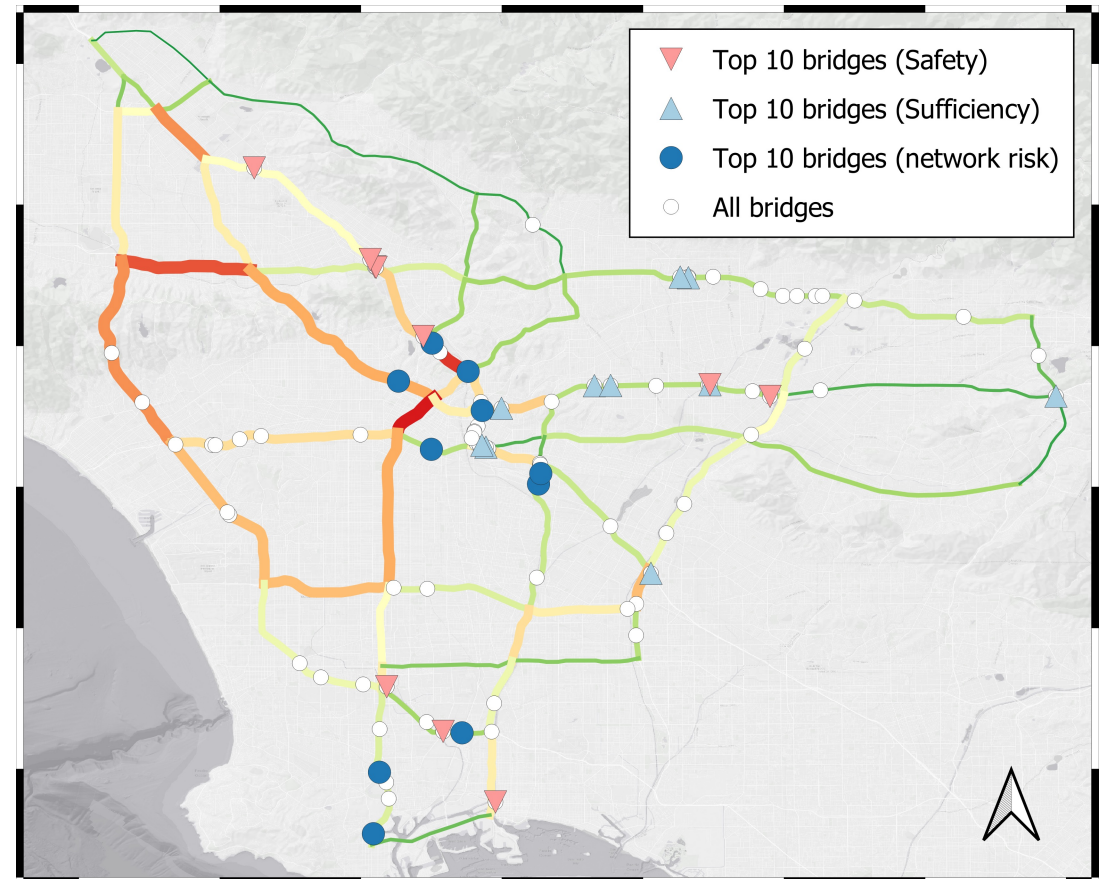 Top 10 bridges (Safety)
Top 10 bridges (Sufficiency)
Top 10 bridges (network risk)
All bridges